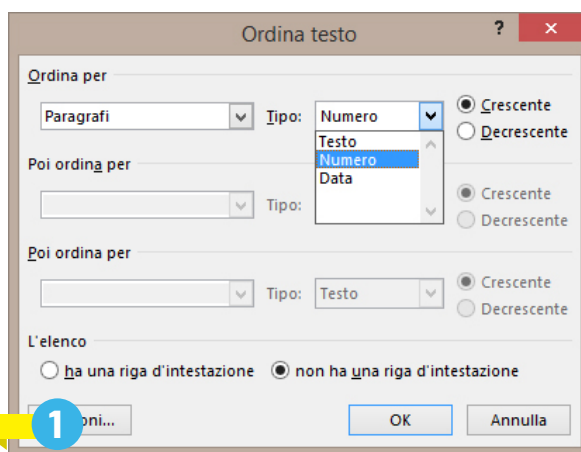 Ordina testo ? ×
Ordina per
Paragrafi Tipo: Numero Crescente
Decrescente
Testo
Numero
Data
Poi ordina per
Tipo: Crescente
Decrescente
Poi ordina per
Tipo: Testo Crescente
Decrescente
L'elenco
ha una riga d'intestazione non ha una riga d'intestazione
1 oni... OK Annulla